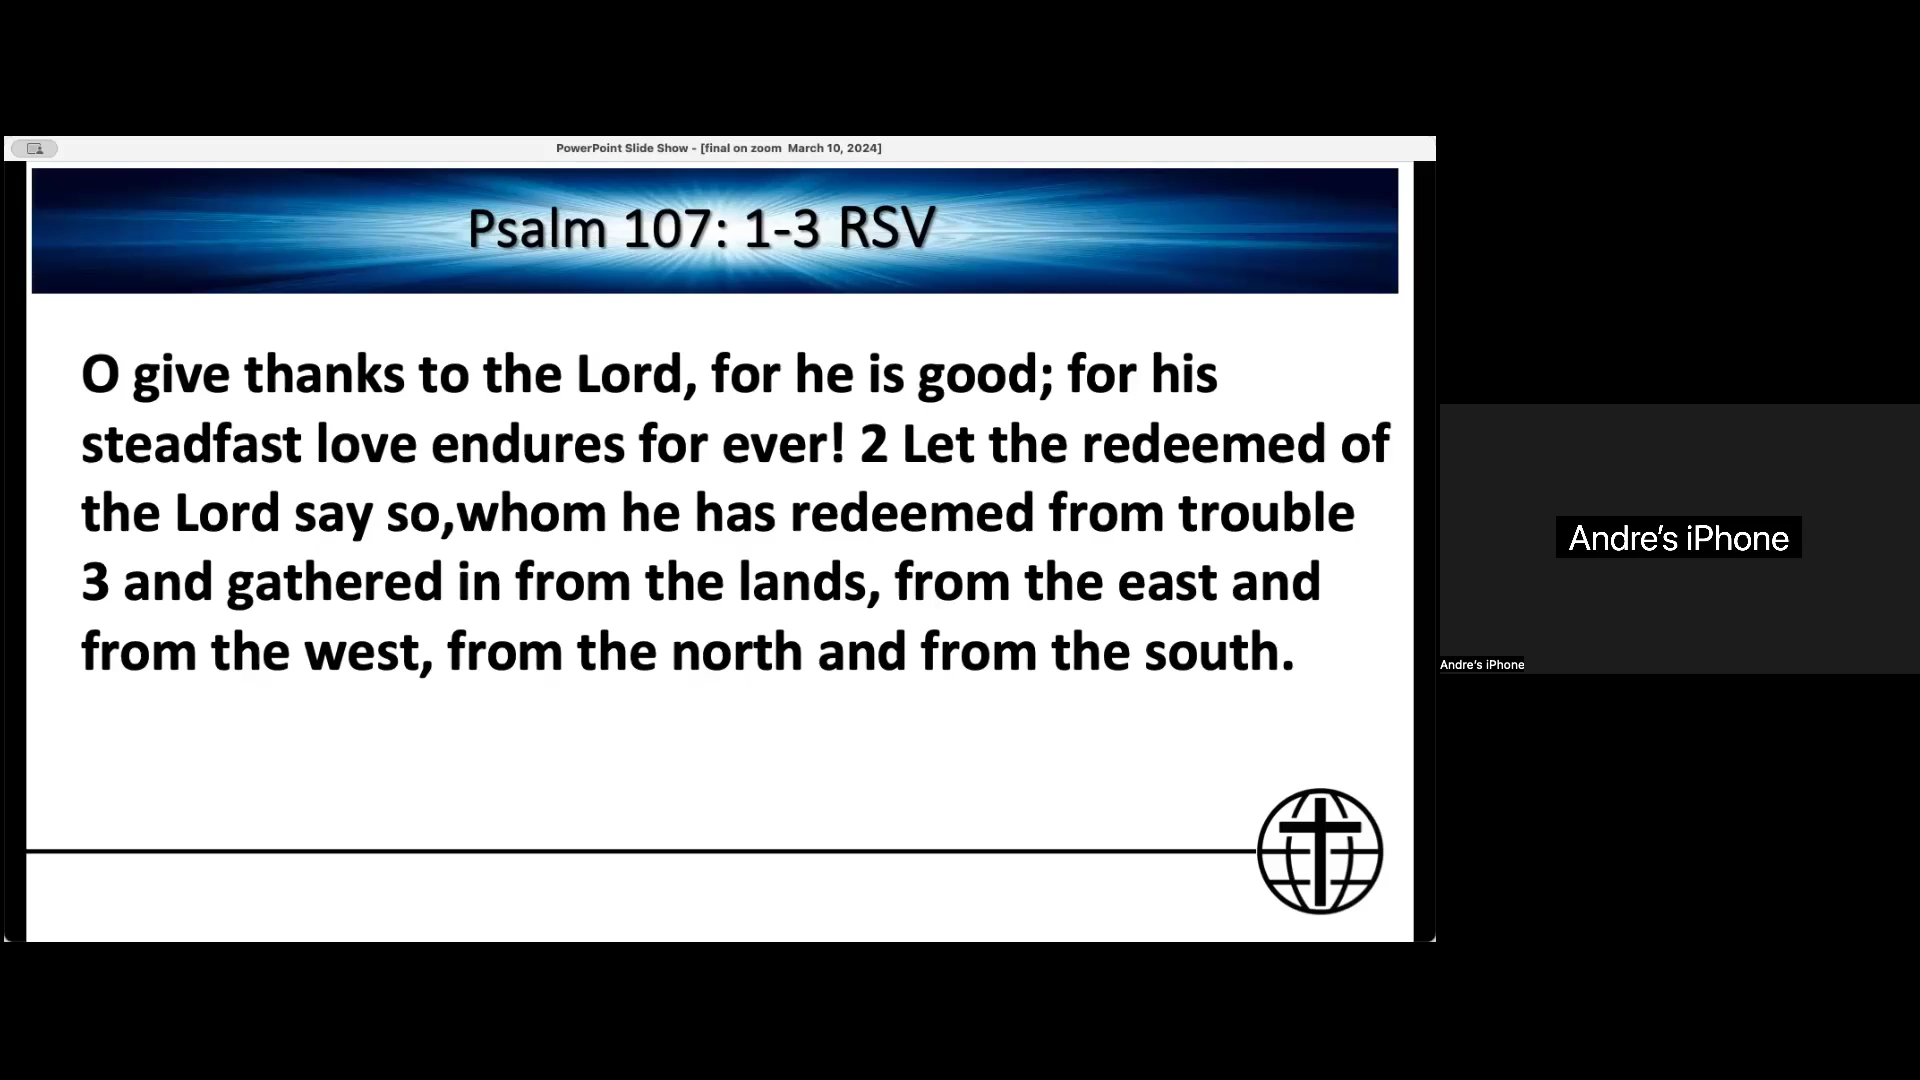 PowerPoint Slide Show - [final on zoom  March 10, 2024]
Psalm 107: 1-3 RSV
O give thanks to the Lord, for he is good; for his
steadfast love endures for ever! 2 Let the redeemed of
the Lord say so,whom he has redeemed from trouble
3 and gathered in from the lands, from the east and
from the west, from the north and from the south.
Andre’s iPhone
Andre’s iPhone